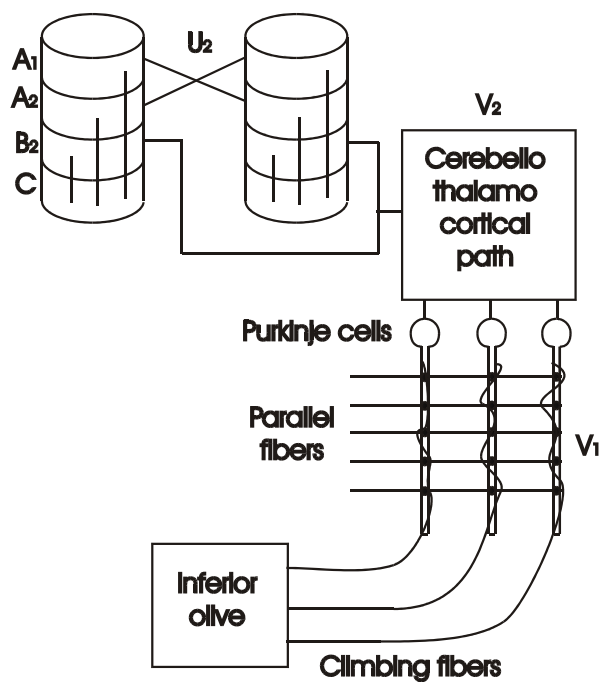 U2
A1
A2
B2
C
V2
Cerebello
thalamo
cortical
path
Purkinje cells
Parallel
fibers
V1
Inferior
olive
Climbing fibers